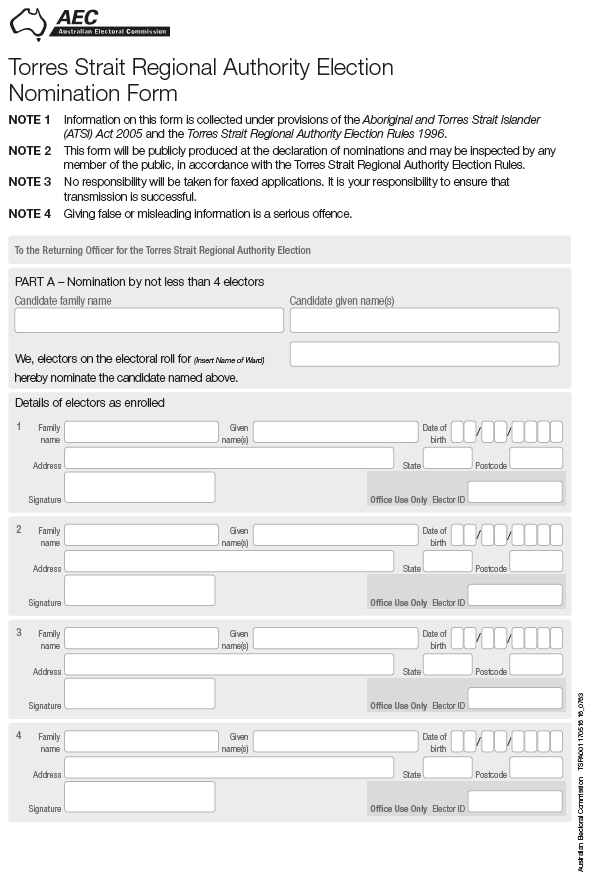 AEC
Australian Electoral Commission
Torres Strait Regional Authority Election
Nomination Form
NOTE 1 Information on this form is collected under provisions of the Aboriginal and Torres Strait Islander
(ATSI) Act 2005 and the Torres Strait Regional Authority Election Rules 1996.
NOTE 2 This form will be publicly produced at the declaration of nominations and may be inspected by any
member of the public, in accordance with the Torres Strait Regional Authority Election Rules.
NOTE 3 No responsibility will be taken for faxed applications. It is your responsibility to ensure that
transmission is successful.
NOTE 4 Giving false or misleading information is a serious offence.
To the Returning Officer for the Torres Strait Regional Authority Election
PART A – Nomination by not less than 4 electors
Candidate family name Candidate given name(s)
We, electors on the electoral roll for (Insert Name of Ward)
hereby nominate the candidate named above.
Details of electors as enrolled
1 Family name Given name(s) Date of birth / /
Address State Postcode
Signature Office Use Only Elector ID
2 Family name Given name(s) Date of birth / /
Address State Postcode
Signature Office Use Only Elector ID
3 Family name Given name(s) Date of birth / /
Address State Postcode
Signature Office Use Only Elector ID
4 Family name Given name(s) Date of birth / /
Address State Postcode
Signature Office Use Only Elector ID
Australian Electoral Commission TSRA001 170516 16_0763